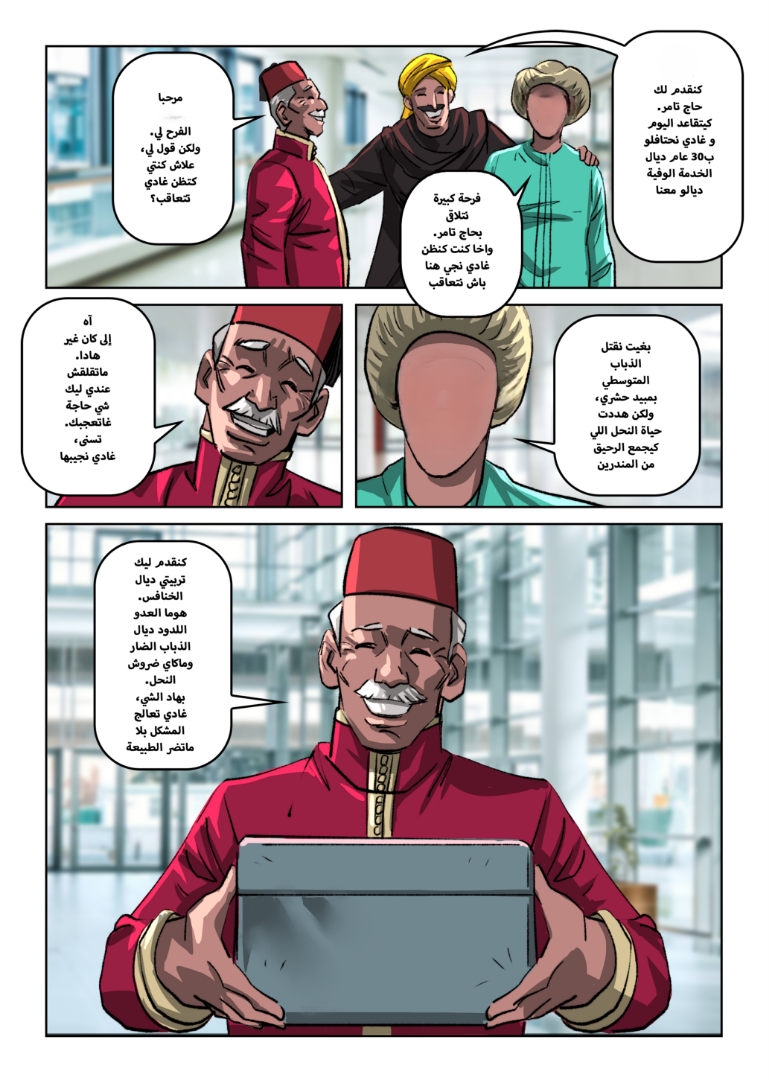 كنقدم لك
حاج تامر.
كيتقاعد اليوم
و غادي نحتافلو
ب30 عام ديال
الخدمة الوفية
ديالو معنا
فرحة كبيرة
نتلاق
بحاج تامر.
واخا كنت كنظن
غادي نجي هنا
باش نتعاقب
مرحبا
الفرح لي.
ولكن قول لي،
علاش كنتي
كتظن غادي
تتعاقب؟
بغيت نقتل
الذباب
المتوسطي
بمبيد حشري،
ولكن هددت
حياة النحل اللي
كيجمع الرحيق
من المندرين
آه
إلى كان غير
هادا.
ماتقلقش
عندي ليك
شي حاجة
غاتعجبك.
تسنى،
غادي نجيبها
كنقدم ليك
تربيتي ديال
الخنافس.
هوما العدو
اللدود ديال
الذباب الضار
وماكاي ضروش
النحل.
بهاد الشي،
غادي تعالج
المشكل بلا
ماتضر الطبيعة